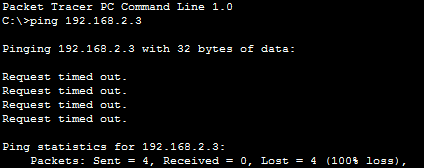 Packet Tracer PC Command Line 1.0
C:\>ping 192.168.2.3
Pinging 192.168.2.3 with 32 bytes of data:
Request timed out.
Request timed out.
Request timed out.
Request timed out.
Ping statistics for 192.168.2.3:
Packets: Sent = 4, Received = 0, Lost = 4 (100% loss),